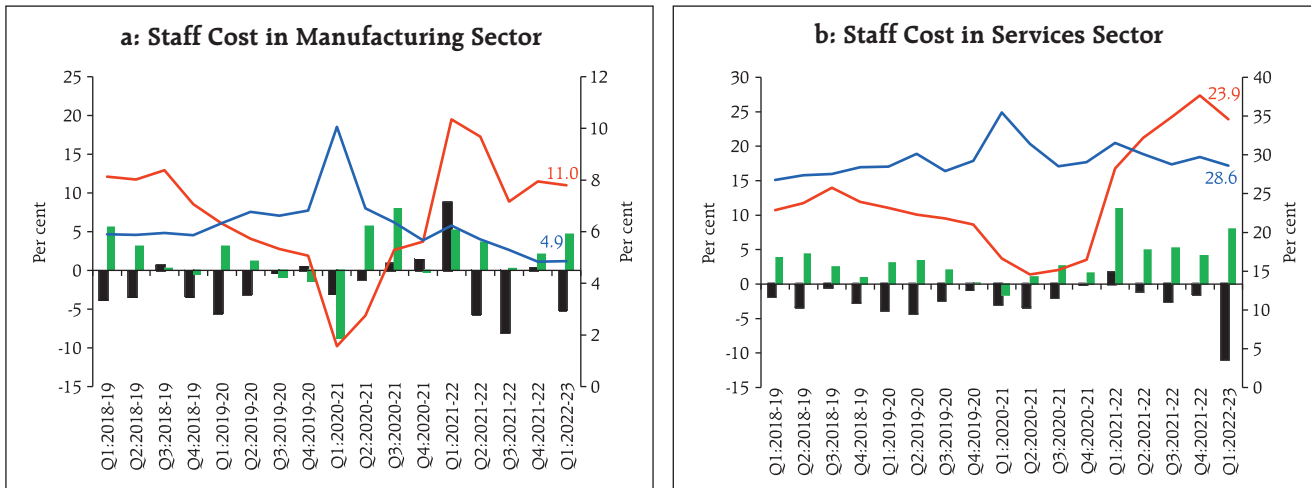 a: Staff Cost in Manufacturing Sector
Per cent
25
20
15
10
5
0
-5
-10
-15
12
10
8
6
4
2
0
Per cent
11.0
4.9
Q1:2018-19
Q2:2018-19
Q3:2018-19
Q4:2018-19
Q1:2019-20
Q2:2019-20
Q3:2019-20
Q4:2019-20
Q1:2020-21
Q2:2020-21
Q3:2020-21
Q4:2020-21
Q1:2021-22
Q2:2021-22
Q3:2021-22
Q4:2021-22
Q1:2022-23
b: Staff Cost in Services Sector
Per cent
30
25
20
15
10
5
0
-5
-10
-15
40
35
30
25
20
15
10
5
0
Per cent
23.9
28.6
Q1:2018-19
Q2:2018-19
Q3:2018-19
Q4:2018-19
Q1:2019-20
Q2:2019-20
Q3:2019-20
Q4:2019-20
Q1:2020-21
Q2:2020-21
Q3:2020-21
Q4:2020-21
Q1:2021-22
Q2:2021-22
Q3:2021-22
Q4:2021-22
Q1:2022-23